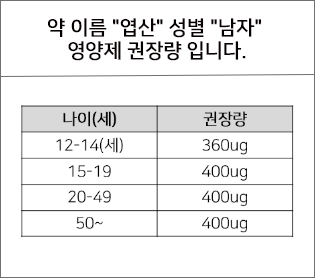 약 이름 "엽산" 성별 "남자"
영양제 권장량 입니다.
나이(세) 권장량
12-14(세) 360ug
15-19 400ug
20-49 400ug
50~ 400ug